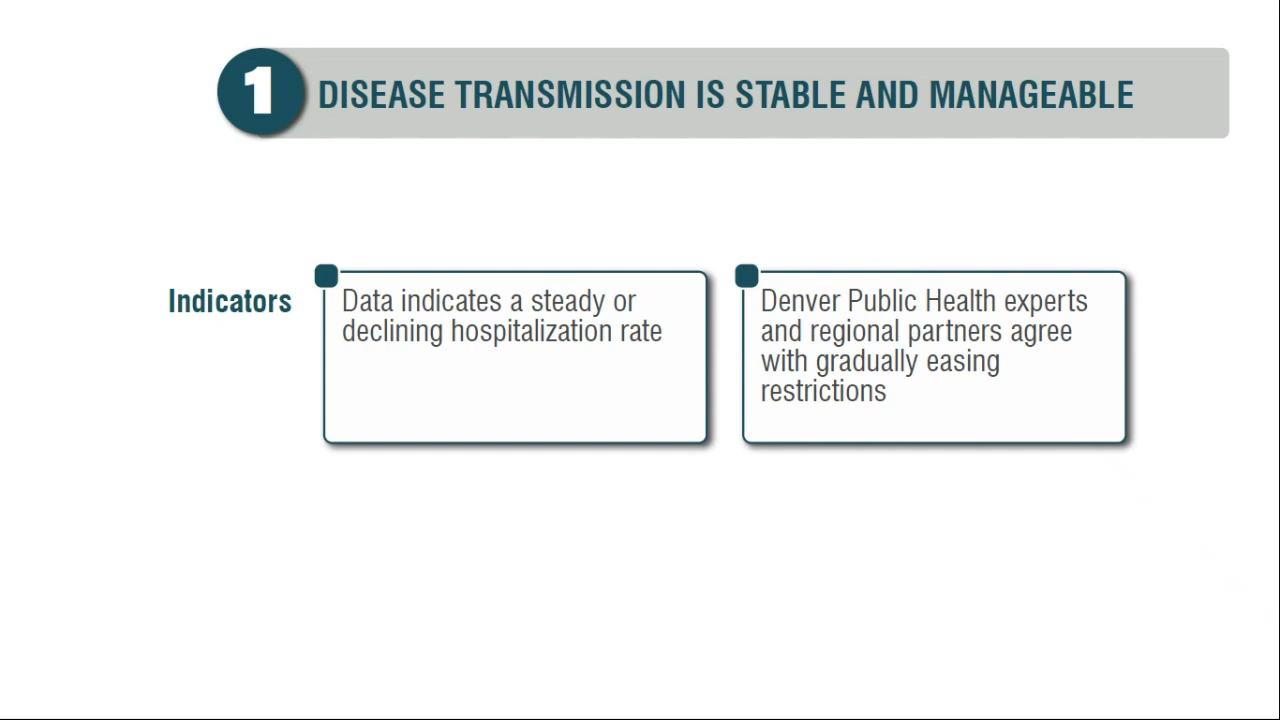 1
DISEASE TRANSMISSION IS STABLE AND MANAGEABLE
Indicators
Data indicates a steady or
declining hospitalization rate
Denver Public Health experts
and regional partners agree
with gradually easing
restrictions